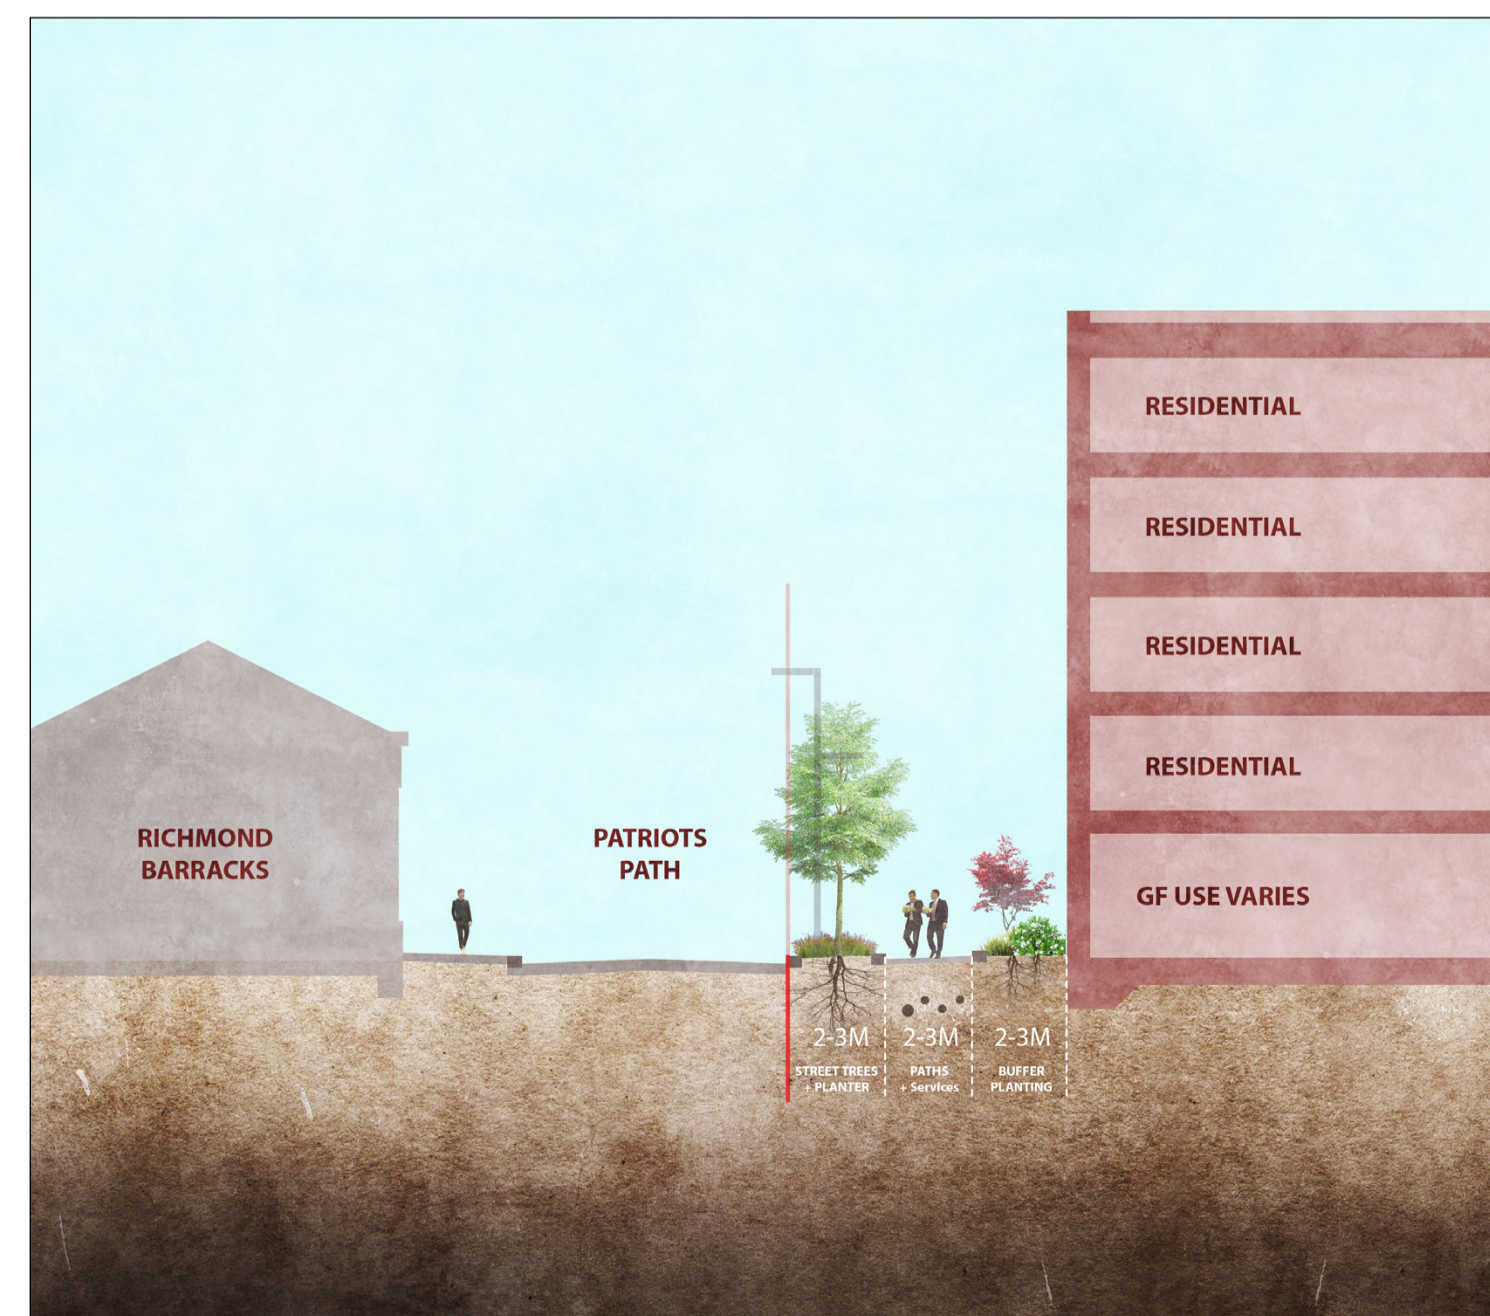 RESIDENTIAL
RESIDENTIAL
RESIDENTIAL
RESIDENTIAL
RICHMOND
BARRACKS
PATRIOTS
PATH
GF USE VARIES
2-3M
STREET TREES
+ PLANTER
2-3M
PATHS
+ Services
2-3M
BUFFER
PLANTING